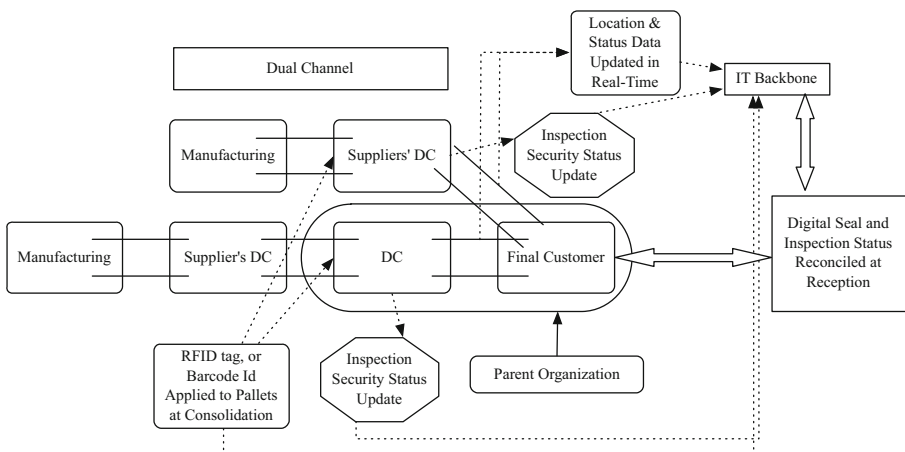 Location &
Status Data
Updated in
Real-Time
Dual Channel
IT Backbone
Manufacturing
Suppliers' DC
Inspection
Security Status
Update
Manufacturing
Supplier's DC
DC
Final Customer
Digital Seal and
Inspection Status
Reconciled at
Reception
RFID tag, or
Barcode Id
Applied to Pallets
at Consolidation
Inspection
Security Status
Update
Parent Organization